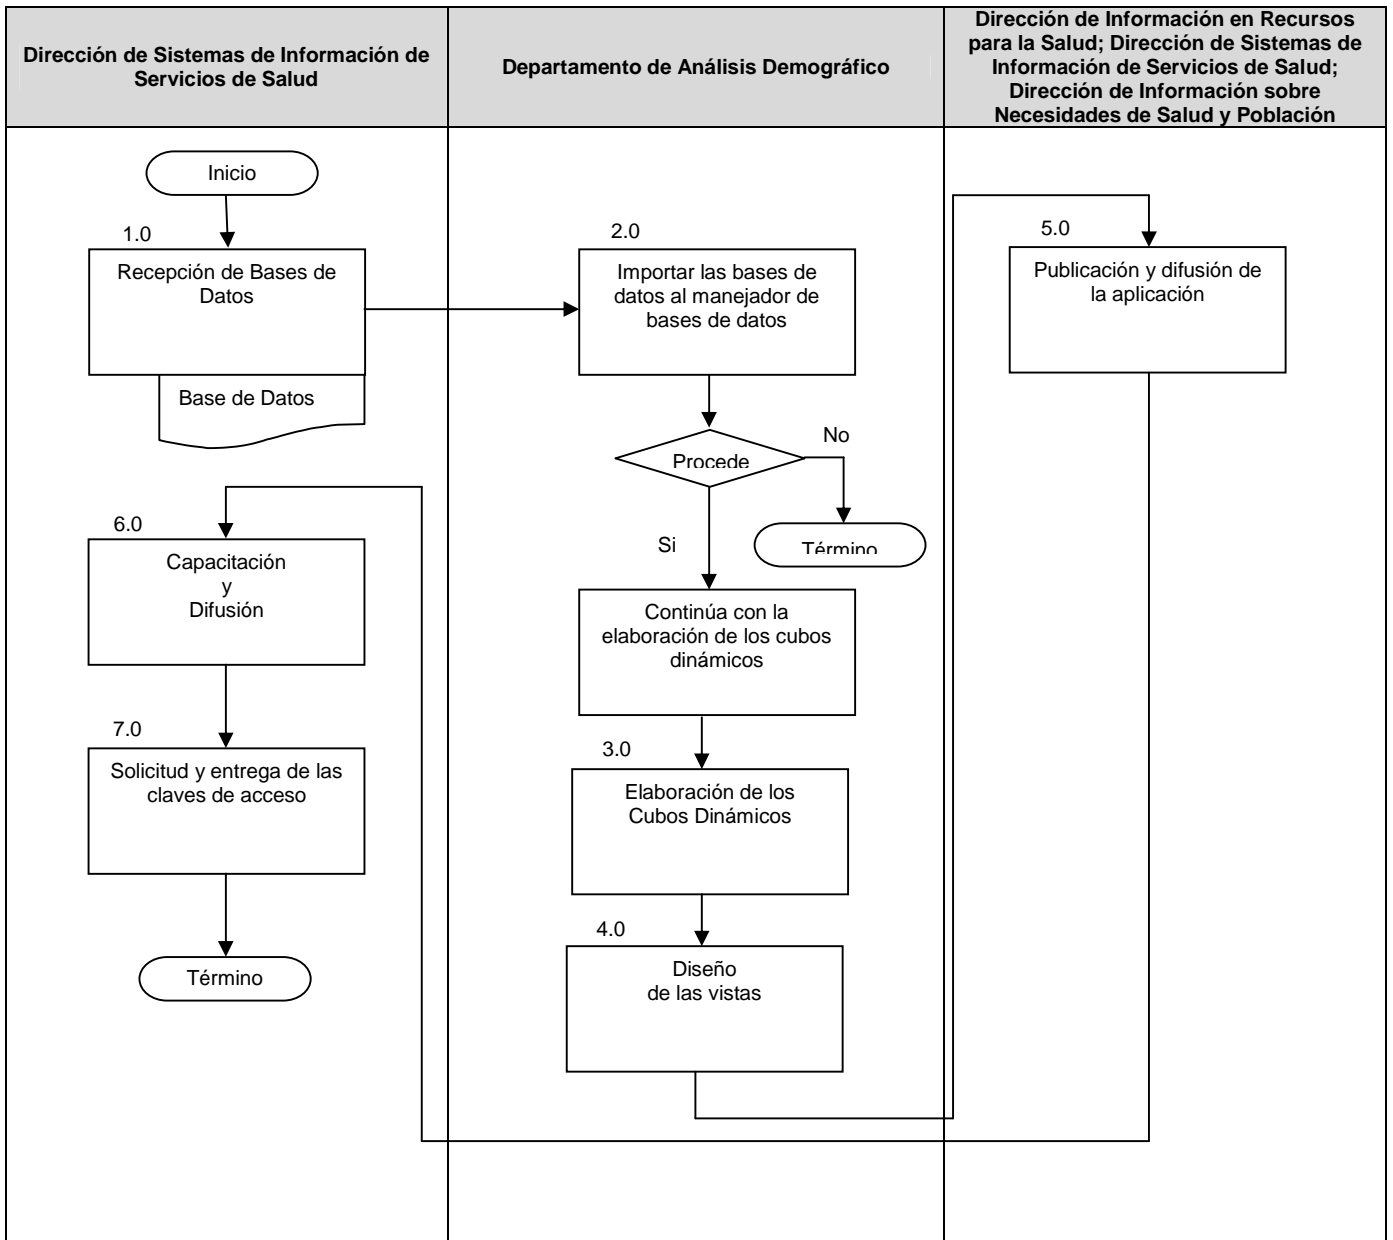 Dirección de Sistemas de Información de
Servicios de Salud
Departamento de Análisis Demográfico
Dirección de Información en Recursos
para la Salud; Dirección de Sistemas de
Información de Servicios de Salud;
Dirección de Información sobre
Necesidades de Salud y Población
Inicio
1.0
Recepción de Bases de
Datos
Base de Datos
2.0
Importar las bases de
datos al manejador de
bases de datos
Procede
No
Término
Si
Continúa con la
elaboración de los cubos
dinámicos
3.0
Elaboración de los
Cubos Dinámicos
4.0
Diseño
de las vistas
5.0
Publicación y difusión de
la aplicación
6.0
Capacitación
y
Difusión
7.0
Solicitud y entrega de las
claves de acceso
Término